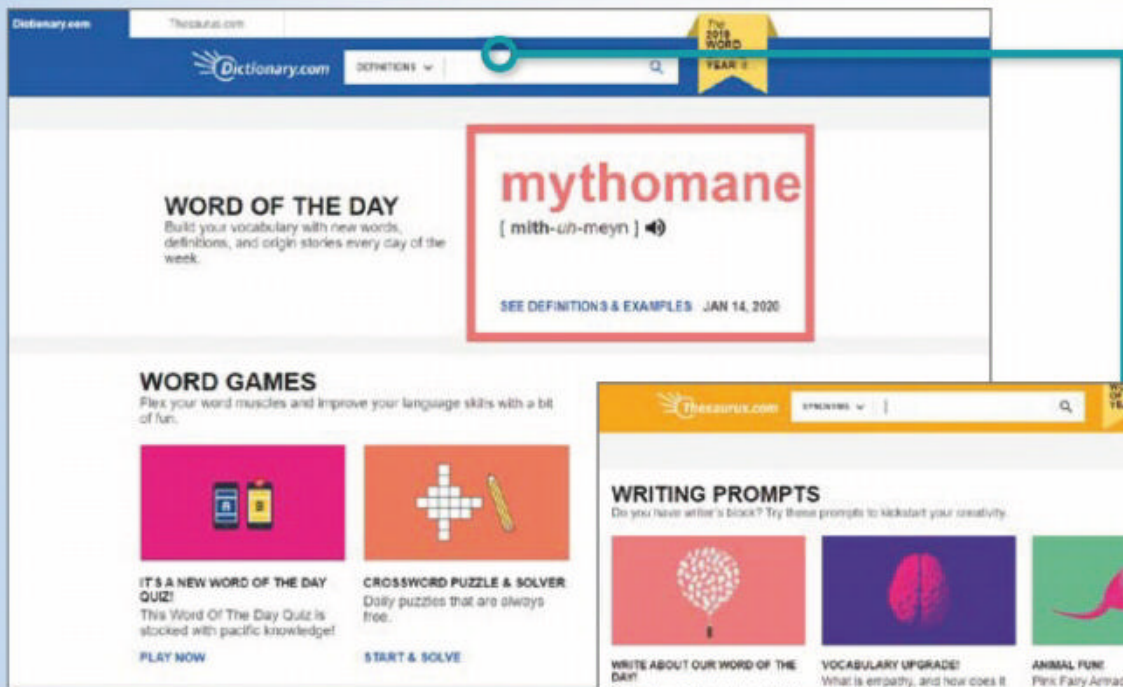 Dictionary.com
Thesaurus.com
The
2019
WORD
YEAR
Dictionary.com
DEFINITIONS
WORD OF THE DAY
Build your vocabulary with new words,
definitions, and origin stories every day of the
week.
mythomane
[ mith-uh-meyn ]
SEE DEFINITIONS & EXAMPLES JAN 14, 2020
WORD GAMES
Flex your word muscles and improve your language skills with a bit
of fun.
IT'S A NEW WORD OF THE DAY
QUIZ!
This Word Of The Day Quiz is
stocked with pacific knowledge!
PLAY NOW
CROSSWORD PUZZLE & SOLVER
Daily puzzles that are always
free.
START & SOLVE
Thesaurus.com
SYNONYMS
WRITING PROMPTS
Do you have writer's block? Try these prompts to kickstart your creativity.
WRITE ABOUT OUR WORD OF THE
DAY!
VOCABULARY UPGRADE!
What is empathy, and how does it
ANIMAL FUN!
Pink Fairy